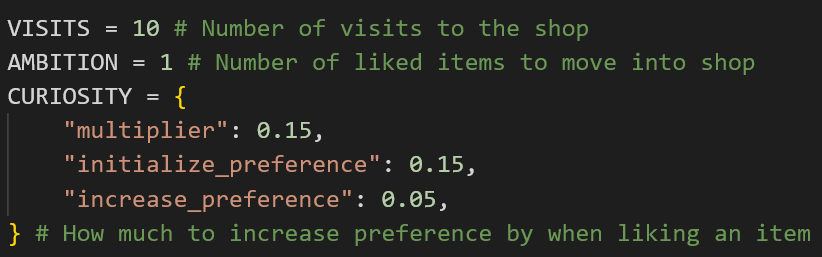 VISITS = 10 # Number of visits to the shop
AMBITION = 1 # Number of liked items to move into shop
CURIOSITY = {
    "multiplier": 0.15,
    "initialize_preference": 0.15,
    "increase_preference": 0.05,
} # How much to increase preference by when liking an item